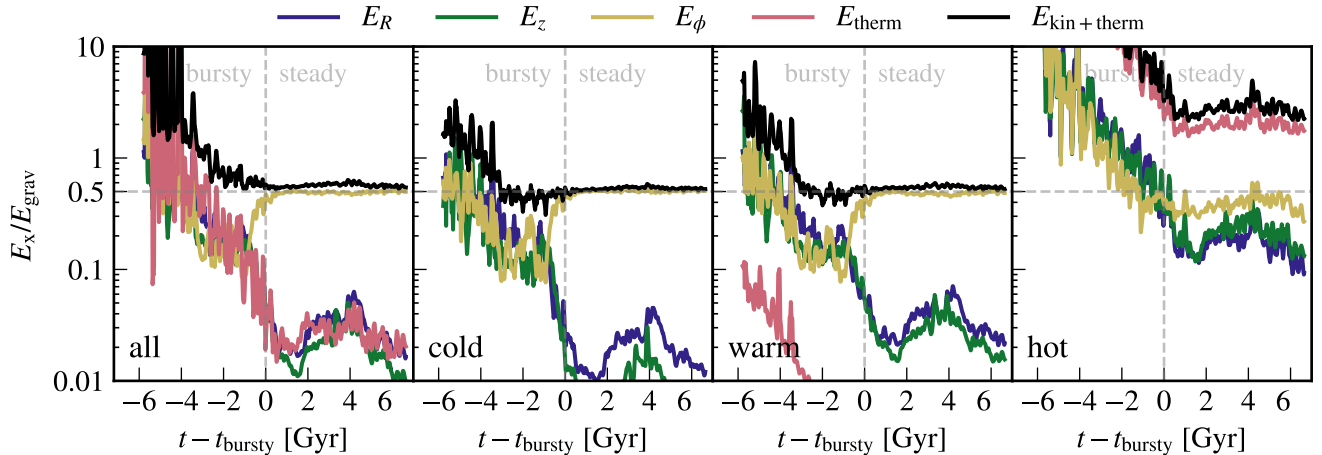 E_R E_z E_ϕ E_therm E_kin+therm
10
1
0.5
0.1
0.01
E_x/E_grav
bursty steady
all
bursty steady
cold
bursty steady
warm
bursty steady
hot
−6 −4 −2 0 2 4 6
−6 −4 −2 0 2 4 6
−6 −4 −2 0 2 4 6
−6 −4 −2 0 2 4 6
t − t_bursty [Gyr]
t − t_bursty [Gyr]
t − t_bursty [Gyr]
t − t_bursty [Gyr]